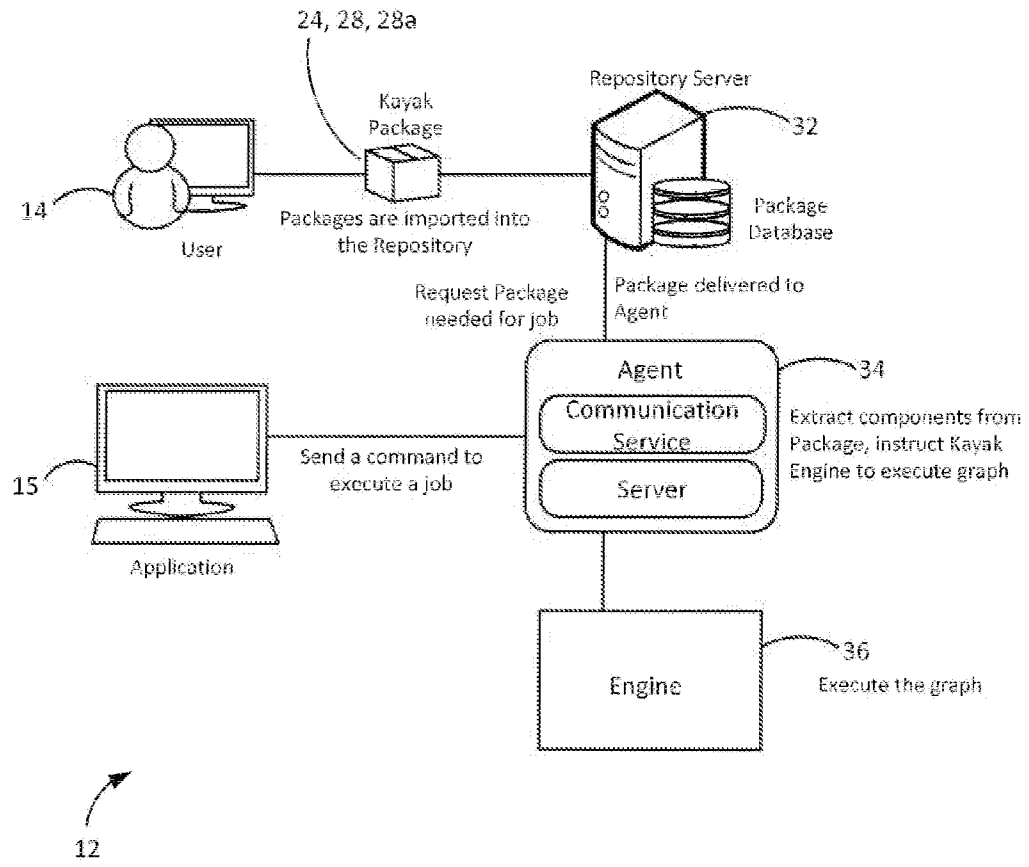 24, 28, 28a
Repository Server
Kayak
Package
32
14
Packages are imported into
the Repository
Package
Database
User
Request Package
needed for job
Package delivered to
Agent
Agent
34
Communication
Service
Extract components from
Package, instruct Kayak
Engine to execute graph
Send a command to
execute a job
15
Server
Application
36
Engine
Execute the graph
12